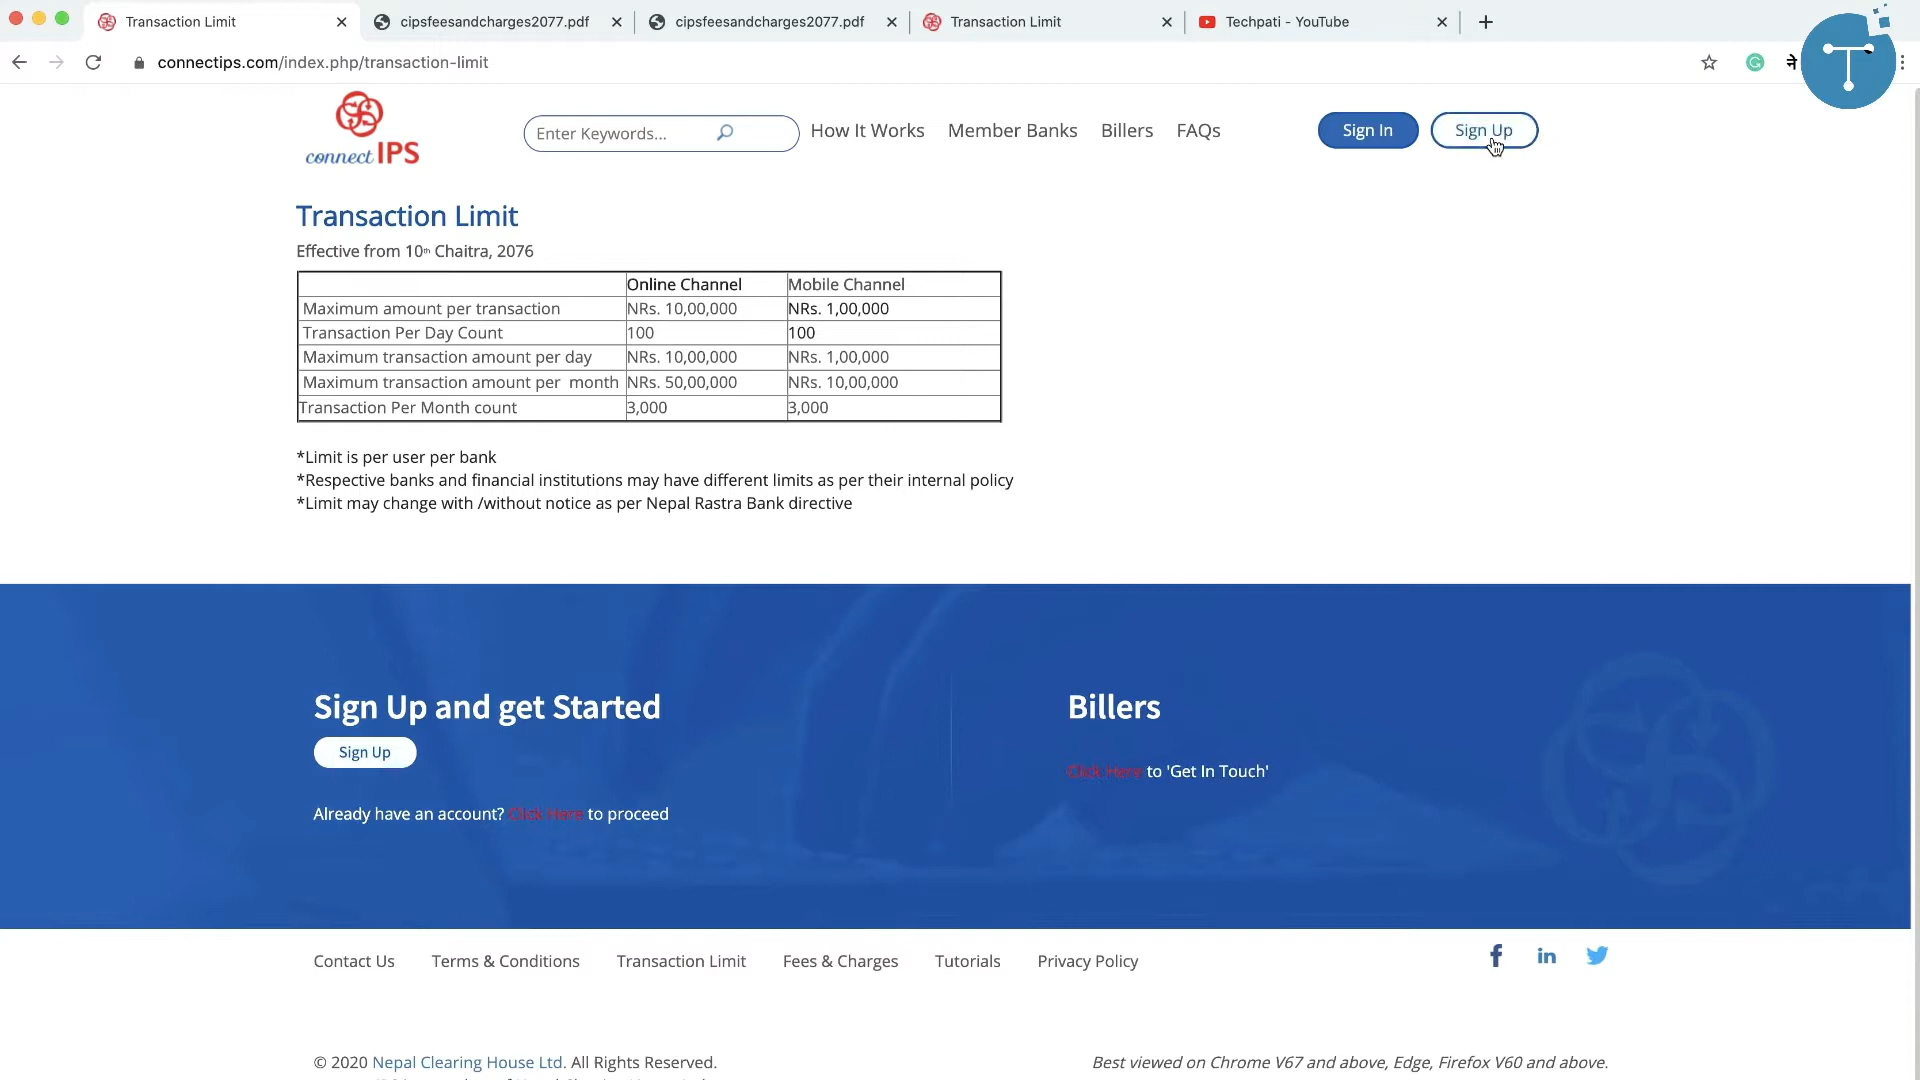 Transaction Limit
cipsfeesandcharges2077.pdf
cipsfeesandcharges2077.pdf
Transaction Limit
Techpati - YouTube
connectips.com/index.php/transaction-limit
ने
T
connect IPS
Enter Keywords...
How It Works
Member Banks
Billers
FAQs
Sign In
Sign Up
Transaction Limit
Effective from 10th Chaitra, 2076
Online Channel Mobile Channel
Maximum amount per transaction NRs. 10,00,000 NRs. 1,00,000
Transaction Per Day Count 100 100
Maximum transaction amount per day NRs. 10,00,000 NRs. 1,00,000
Maximum transaction amount per month NRs. 50,00,000 NRs. 10,00,000
Transaction Per Month count 3,000 3,000
*Limit is per user per bank
*Respective banks and financial institutions may have different limits as per their internal policy
*Limit may change with /without notice as per Nepal Rastra Bank directive
Sign Up and get Started
Sign Up
Already have an account? Click Here to proceed
Billers
Click Here to 'Get In Touch'
Contact Us
Terms & Conditions
Transaction Limit
Fees & Charges
Tutorials
Privacy Policy
© 2020 Nepal Clearing House Ltd. All Rights Reserved.
Best viewed on Chrome V67 and above, Edge, Firefox V60 and above.